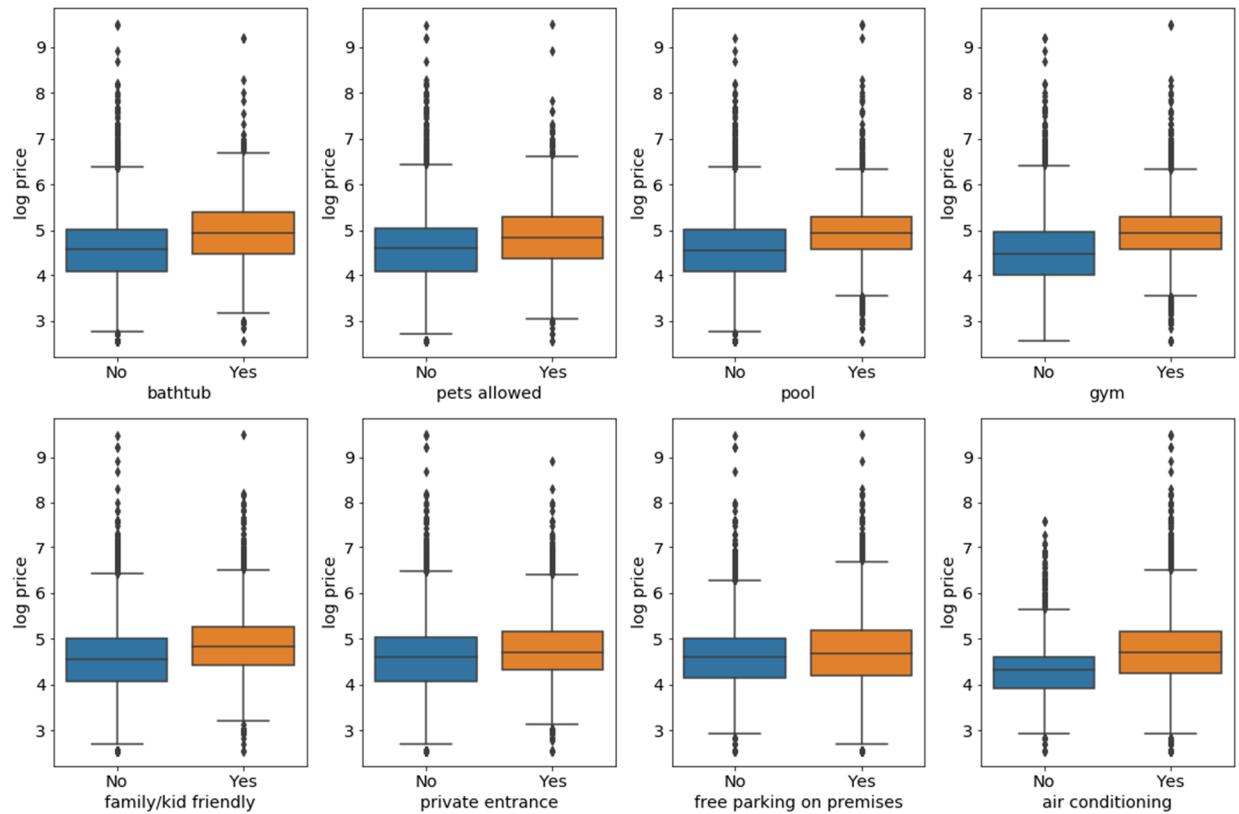 log price
9
8
7
6
5
4
3
No Yes
bathtub
log price
9
8
7
6
5
4
3
No Yes
pets allowed
log price
9
8
7
6
5
4
3
No Yes
pool
log price
9
8
7
6
5
4
3
No Yes
gym
log price
9
8
7
6
5
4
3
No Yes
family/kid friendly
log price
9
8
7
6
5
4
3
No Yes
private entrance
log price
9
8
7
6
5
4
3
No Yes
free parking on premises
log price
9
8
7
6
5
4
3
No Yes
air conditioning